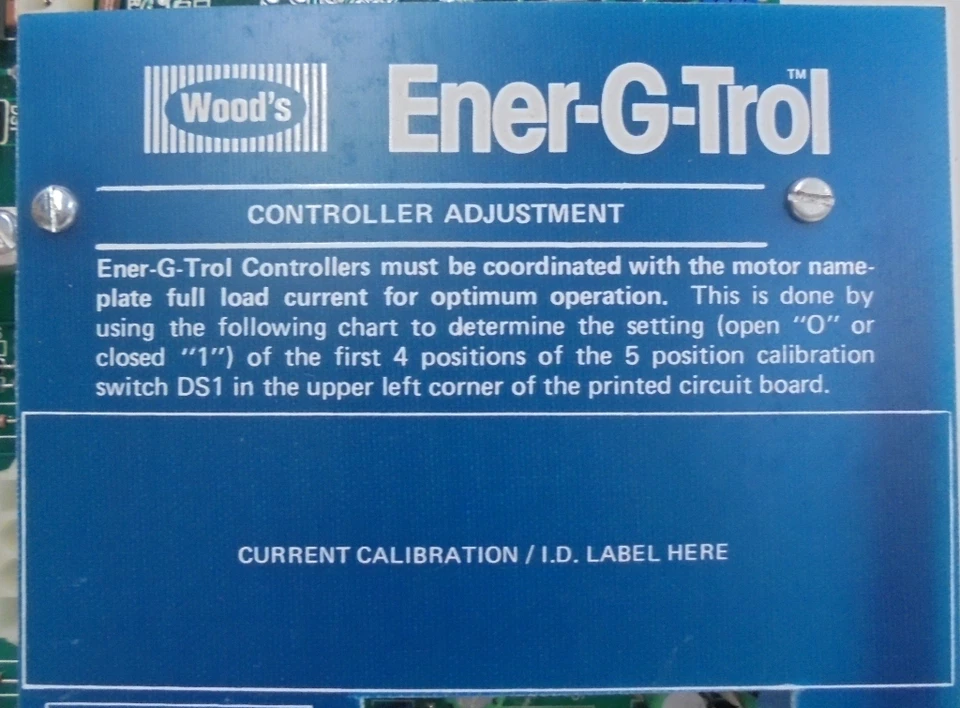 Wood's
Ener-G-Trol™
CONTROLLER ADJUSTMENT
Ener-G-Trol Controllers must be coordinated with the motor name-
plate full load current for optimum operation. This is done by
using the following chart to determine the setting (open "O" or
closed "1") of the first 4 positions of the 5 position calibration
switch DS1 in the upper left corner of the printed circuit board.
CURRENT CALIBRATION / I.D. LABEL HERE